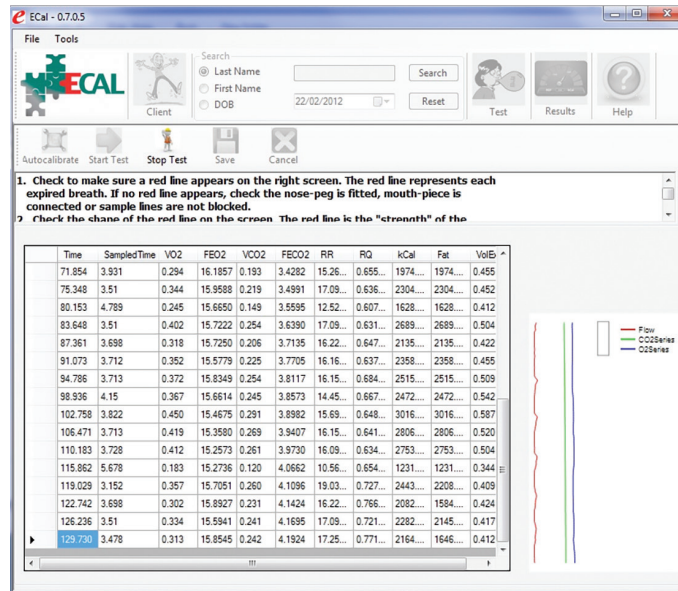 ECal - 0.7.0.5
File Tools
ECAL
Client
Search
Last Name
First Name
DOB
22/02/2012
Search
Reset
Test
Results
Help
Autocalibrate Start Test Stop Test Save Cancel
1. Check to make sure a red line appears on the right screen. The red line represents each
expired breath. If no red line appears, check the nose-peg is fitted, mouth-piece is
connected or sample lines are not blocked.
2. Check the shape of the red line on the screen. The red line is the "strength" of the
Time SampledTime VO2 FEO2 VCO2 FECO2 RR RQ kCal Fat VolEx
71.854 3.931 0.294 16.1857 0.193 3.4282 15.26... 0.655... 1974.... 1974.... 0.455
75.348 3.51 0.344 15.9588 0.219 3.4991 17.09... 0.636... 2304.... 2304.... 0.452
80.153 4.789 0.245 15.6650 0.149 3.5595 12.52... 0.607... 1628.... 1628.... 0.412
83.648 3.51 0.402 15.7222 0.254 3.6390 17.09... 0.631... 2689.... 2689.... 0.504
87.361 3.698 0.318 15.7250 0.206 3.7135 16.22... 0.647... 2135.... 2135.... 0.422
91.073 3.712 0.352 15.5779 0.225 3.7705 16.16... 0.637... 2358.... 2358.... 0.455
94.786 3.713 0.372 15.8349 0.254 3.8117 16.15... 0.684... 2515.... 2515.... 0.509
98.936 4.15 0.367 15.6614 0.245 3.8573 14.45... 0.667... 2472.... 2472.... 0.542
102.758 3.822 0.450 15.4675 0.291 3.8982 15.69... 0.648... 3016.... 3016.... 0.587
106.471 3.713 0.419 15.3580 0.269 3.9407 16.15... 0.641... 2806.... 2806.... 0.520
110.183 3.728 0.412 15.2573 0.261 3.9730 16.09... 0.634... 2753.... 2753.... 0.504
115.862 5.678 0.183 15.2736 0.120 4.0662 10.56... 0.654... 1231.... 1231.... 0.344
119.029 3.152 0.357 15.7051 0.260 4.1096 19.03... 0.727... 2443.... 2208.... 0.409
122.742 3.698 0.302 15.8927 0.231 4.1424 16.22... 0.766... 2082.... 1584.... 0.424
126.236 3.51 0.334 15.5941 0.241 4.1695 17.09... 0.721... 2282.... 2145.... 0.417
129.730 3.478 0.313 15.8545 0.242 4.1924 17.25... 0.771... 2164.... 1646.... 0.412
Flow
CO2Series
O2Series